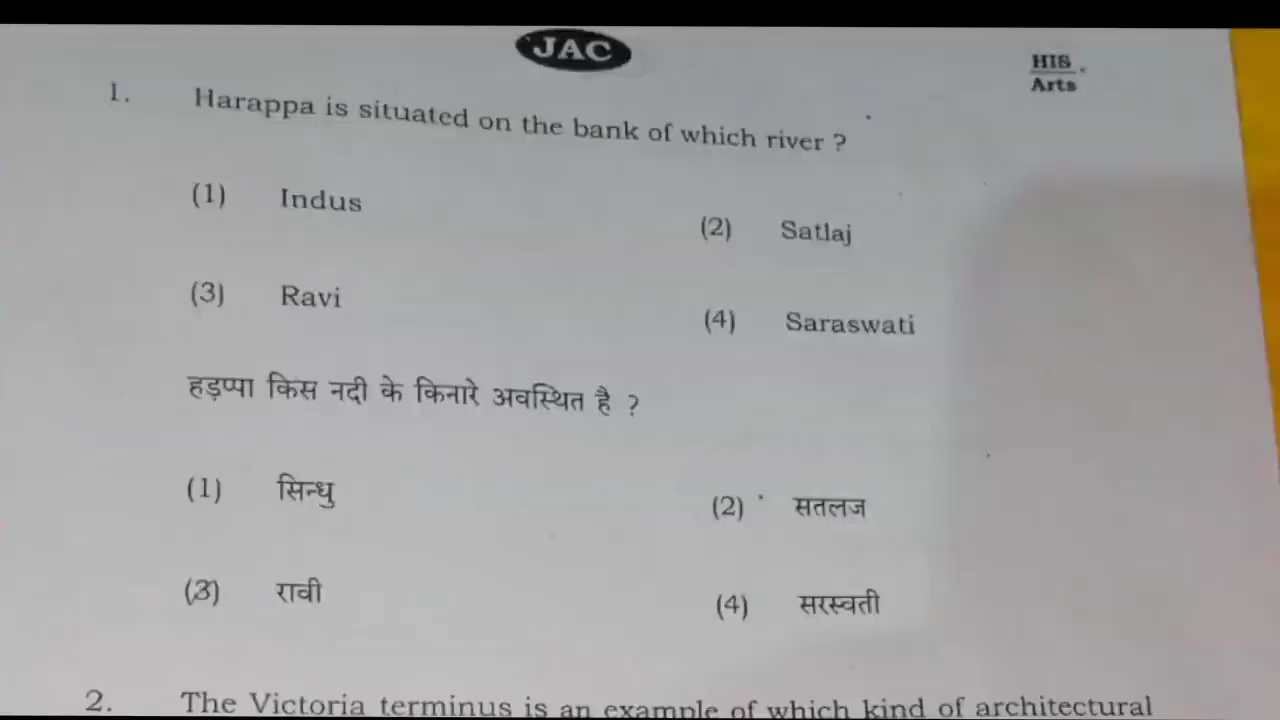 JAC
HIS
Arts
1. Harappa is situated on the bank of which river ?
(1) Indus
(2) Satlaj
(3) Ravi
(4) Saraswati
हड़प्पा किस नदी के किनारे अवस्थित है ?
(1) सिन्धु
(2) सतलज
(3) रावी
(4) सरस्वती
2. The Victoria terminus is an example of which kind of architectural